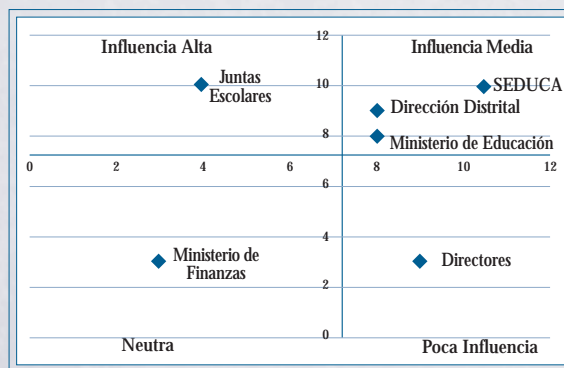 Influencia Alta
12
Influencia Media
Juntas
Escolares
10
SEDUCA
Dirección Distrital
8
Ministerio de Educación
0
2
4
6
8
10
12
6
4
Ministerio de
Finanzas
Directores
2
0
Neutra
Poca Influencia